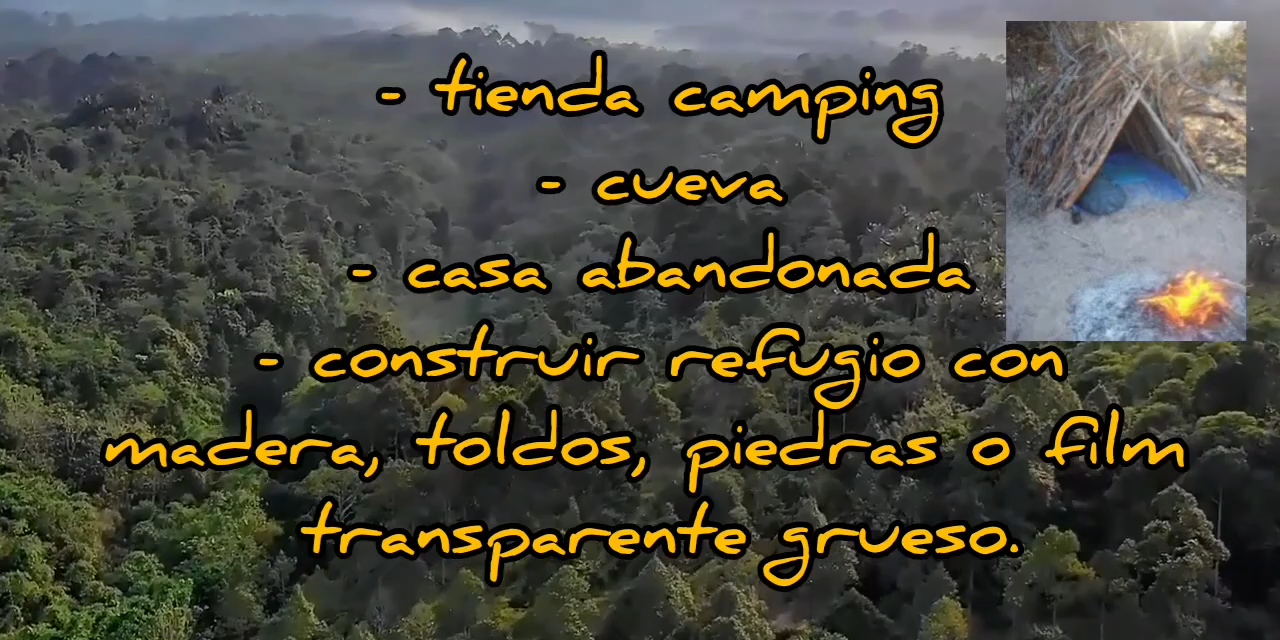 - tienda camping
- cueva
- casa abandonada
- construir refugio con
madera, toldos, piedras o film
transparente grueso.